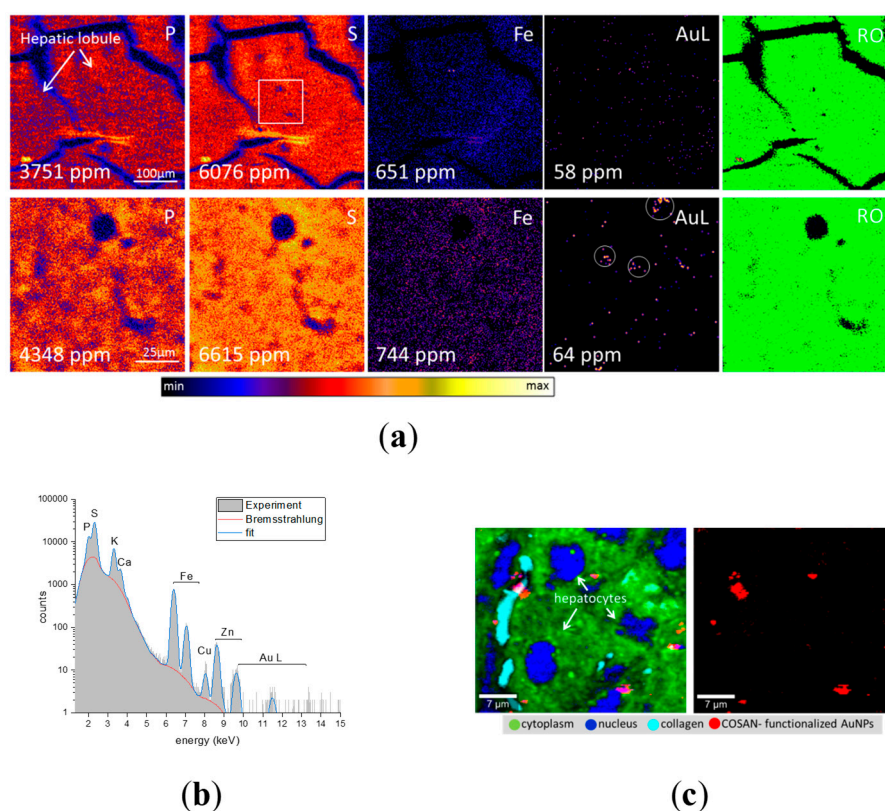 P S Fe AuL RO
Hepatic lobule
3751 ppm 100µm 6076 ppm 651 ppm 58 ppm
P S Fe AuL RO
4348 ppm 25µm 6615 ppm 744 ppm 64 ppm
min max
(a)
100000
10000
1000
100
10
1
counts
P
S
K
Ca
Fe
Cu
Zn
Au L
Experiment
Bremsstrahlung
fit
2 3 4 5 6 7 8 9 10 11 12 13 14 15
energy (keV)
(b)
hepatocytes
7 µm 7 µm
cytoplasm nucleus collagen COSAN- functionalized AuNPs
(c)